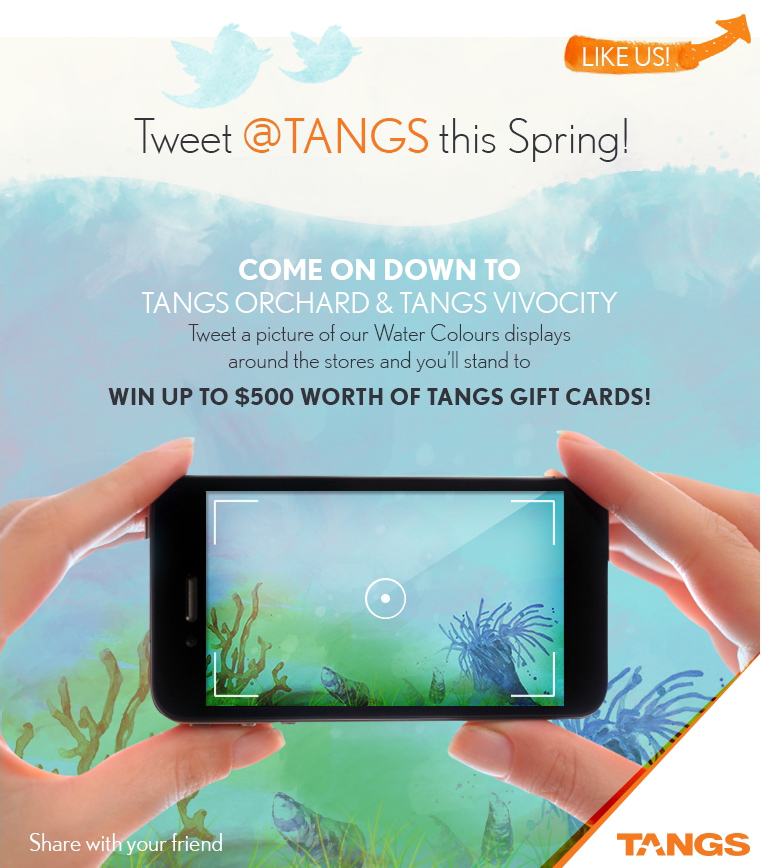 LIKE US!
Tweet @TANGS this Spring!
COME ON DOWN TO
TANGS ORCHARD & TANGS VIVOCITY
Tweet a picture of our Water Colours displays
around the stores and you'll stand to
WIN UP TO $500 WORTH OF TANGS GIFT CARDS!
Share with your friend
TANGS